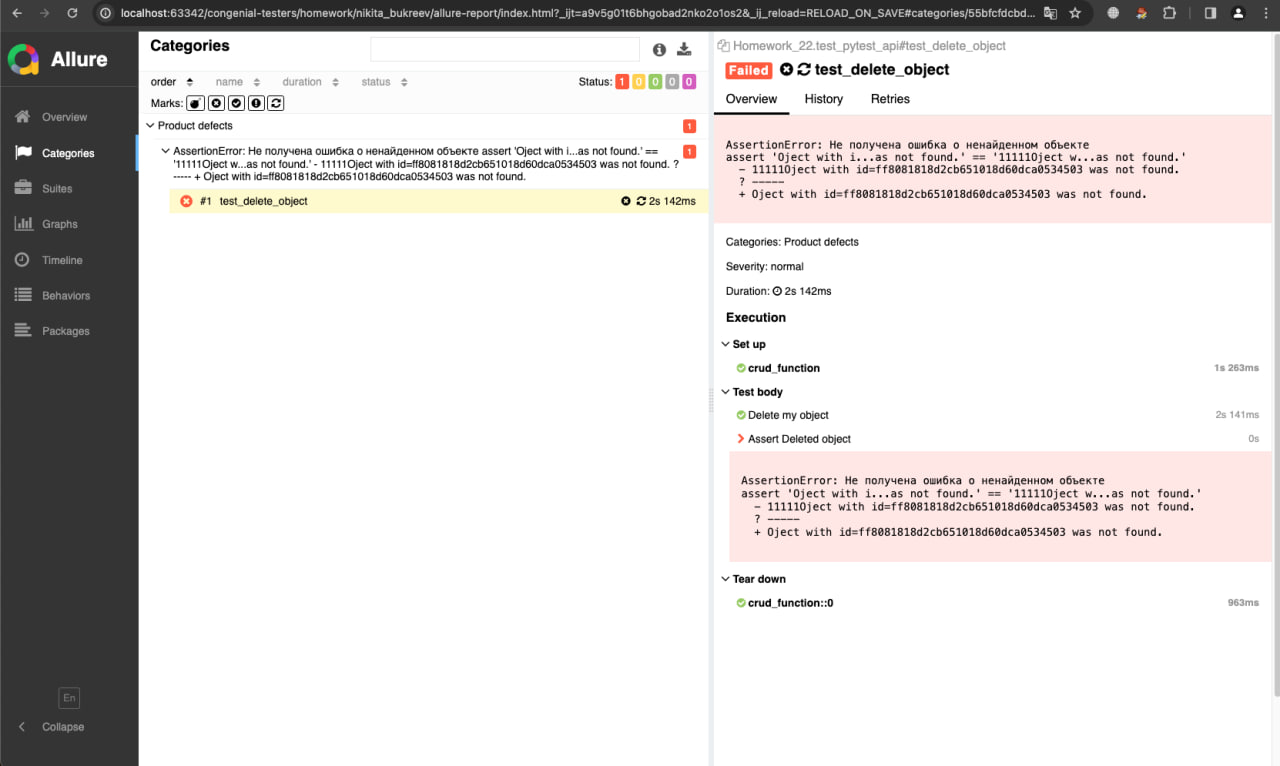 localhost:63342/congenial-testers/homework/nikita_bukreev/allure-report/index.html?_ijt=a9v5g01t6bhgobad2nko2o1os2&_ij_reload=RELOAD_ON_SAVE#categories/55bfcfdcbd...
Allure
Overview
Categories
Suites
Graphs
Timeline
Behaviors
Packages
En
Collapse
Categories
order name duration status
Status: 1 0 0 0 0
Marks:
Product defects 1
AssertionError: Не получена ошибка о ненайденном объекте assert 'Oject with i...as not found.' == 1
'11111Oject w...as not found.' - 11111Oject with id=ff8081818d2cb651018d60dca0534503 was not found. ?
----- + Oject with id=ff8081818d2cb651018d60dca0534503 was not found.
#1 test_delete_object 2s 142ms
Homework_22.test_pytest_api#test_delete_object
Failed test_delete_object
Overview History Retries
AssertionError: Не получена ошибка о ненайденном объекте
assert 'Oject with i...as not found.' == '11111Oject w...as not found.'
- 11111Oject with id=ff8081818d2cb651018d60dca0534503 was not found.
? -----
+ Oject with id=ff8081818d2cb651018d60dca0534503 was not found.
Categories: Product defects
Severity: normal
Duration: 2s 142ms
Execution
Set up
crud_function 1s 263ms
Test body
Delete my object 2s 141ms
Assert Deleted object 0s
AssertionError: Не получена ошибка о ненайденном объекте
assert 'Oject with i...as not found.' == '11111Oject w...as not found.'
- 11111Oject with id=ff8081818d2cb651018d60dca0534503 was not found.
? -----
+ Oject with id=ff8081818d2cb651018d60dca0534503 was not found.
Tear down
crud_function::0 963ms